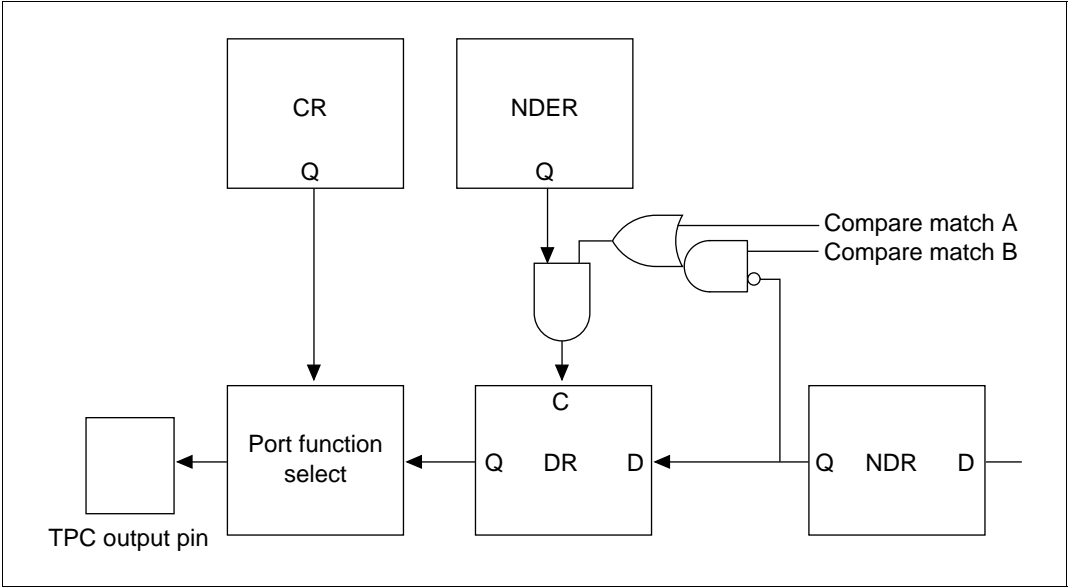 CR
Q
NDER
Q
Compare match A
Compare match B
Port function
select
C
Q DR D
Q NDR D
TPC output pin